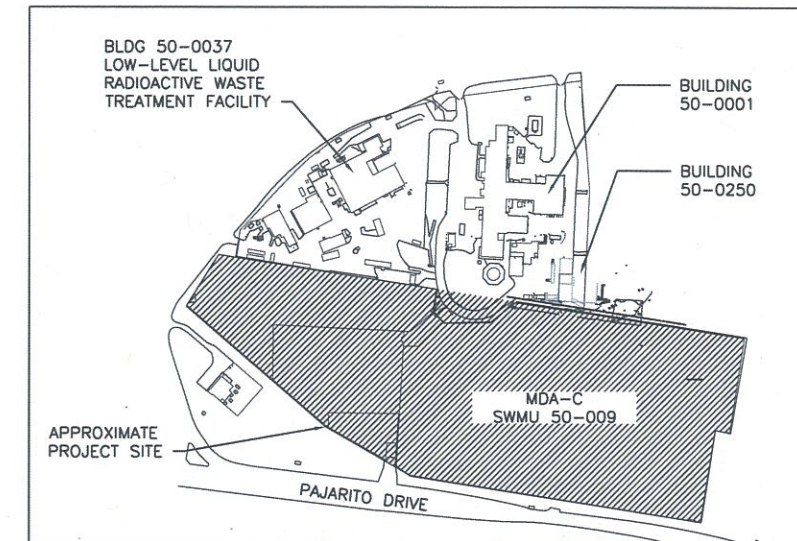 BLDG 50-0037
LOW-LEVEL LIQUID
RADIOACTIVE WASTE
TREATMENT FACILITY
BUILDING
50-0001
BUILDING
50-0250
MDA-C
SWMU 50-009
APPROXIMATE
PROJECT SITE
PAJARITO DRIVE